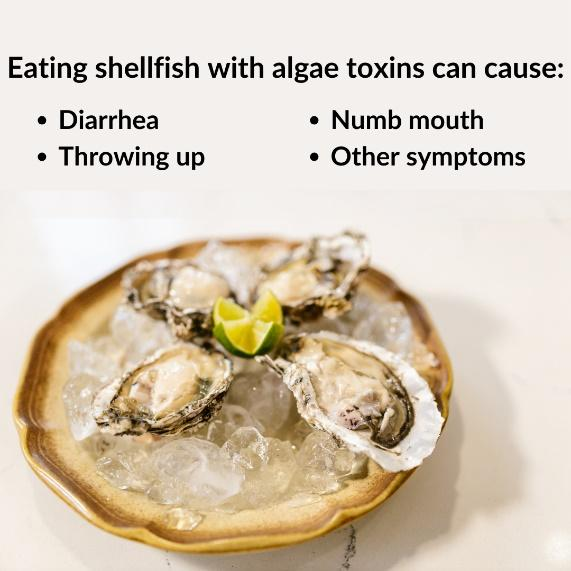 Eating shellfish with algae toxins can cause:
• Diarrhea
• Throwing up
• Numb mouth
• Other symptoms